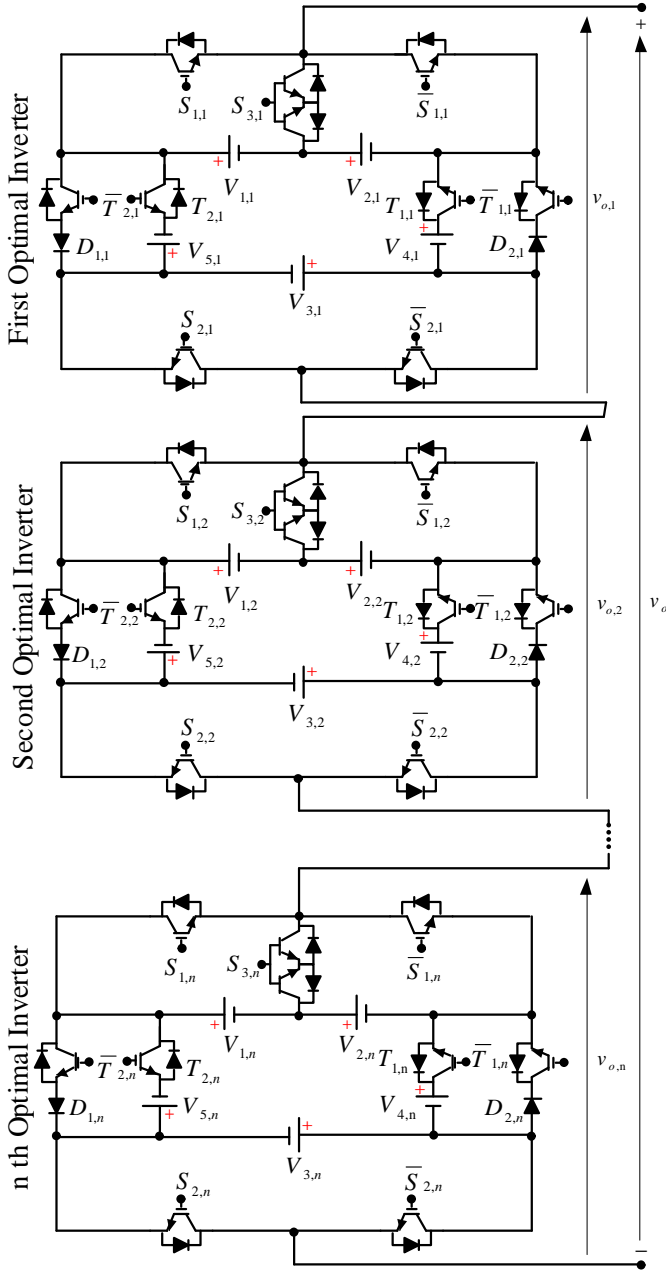 First Optimal Inverter
S1,1
S3,1
S̅1,1
+
+ V1,1
+ V2,1
T̅2,1
T2,1
T1,1
T̅1,1
D1,1
V5,1
+
+
V4,1
D2,1
V3,1
+
S2,1
S̅2,1
vo,1
Second Optimal Inverter
S1,2
S3,2
S̅1,2
+ V1,2
+ V2,2
T̅2,2
T2,2
T1,2
T̅1,2
D1,2
V5,2
+
+
V4,2
D2,2
V3,2
+
S2,2
S̅2,2
vo,2
vo
n th Optimal Inverter
S1,n
S3,n
S̅1,n
+ V1,n
+ V2,n
T̅2,n
T2,n
T1,n
T̅1,n
D1,n
V5,n
+
+
V4,n
D2,n
V3,n
+
S2,n
S̅2,n
vo,n
−